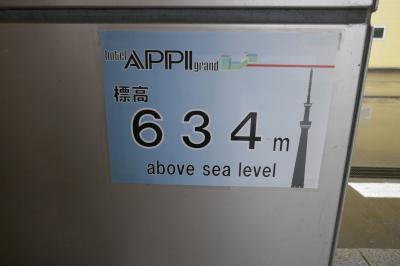 hotel APPI grand
標高
６３４m
above sea level